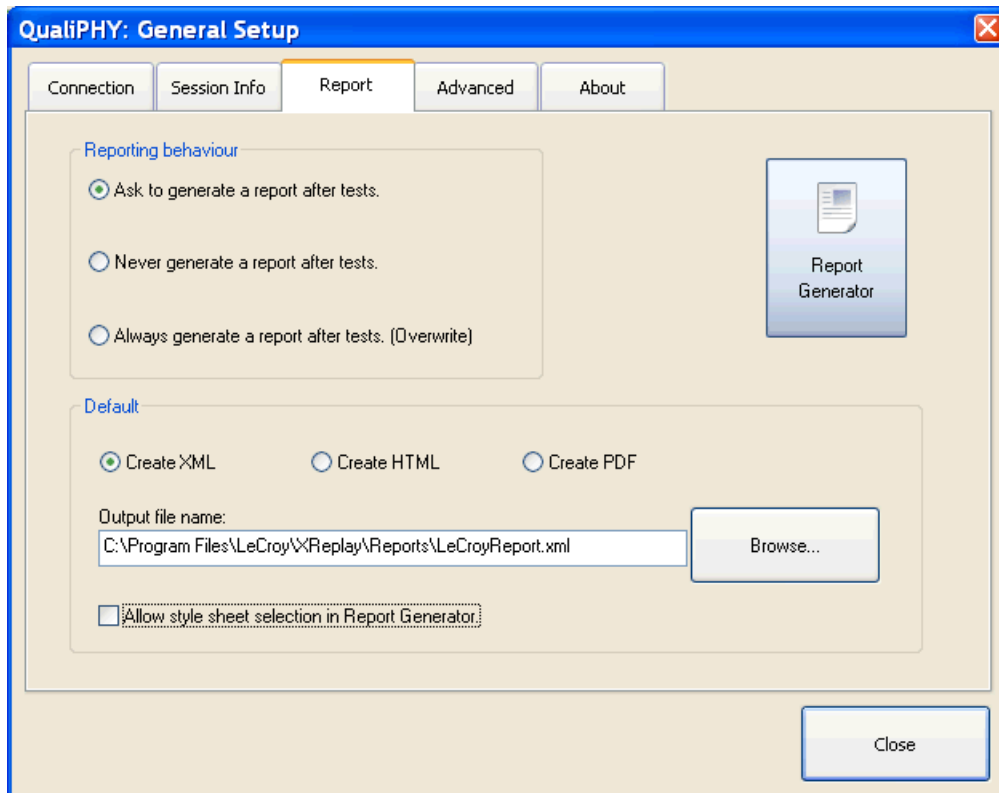 QualiPHY: General Setup
Connection
Session Info
Report
Advanced
About
Reporting behaviour
Ask to generate a report after tests.
Never generate a report after tests.
Always generate a report after tests. (Overwrite)
Report
Generator
Default
Create XML
Create HTML
Create PDF
Output file name:
C:\Program Files\LeCroy\XReplay\Reports\LeCroyReport.xml
Browse...
Allow style sheet selection in Report Generator.
Close